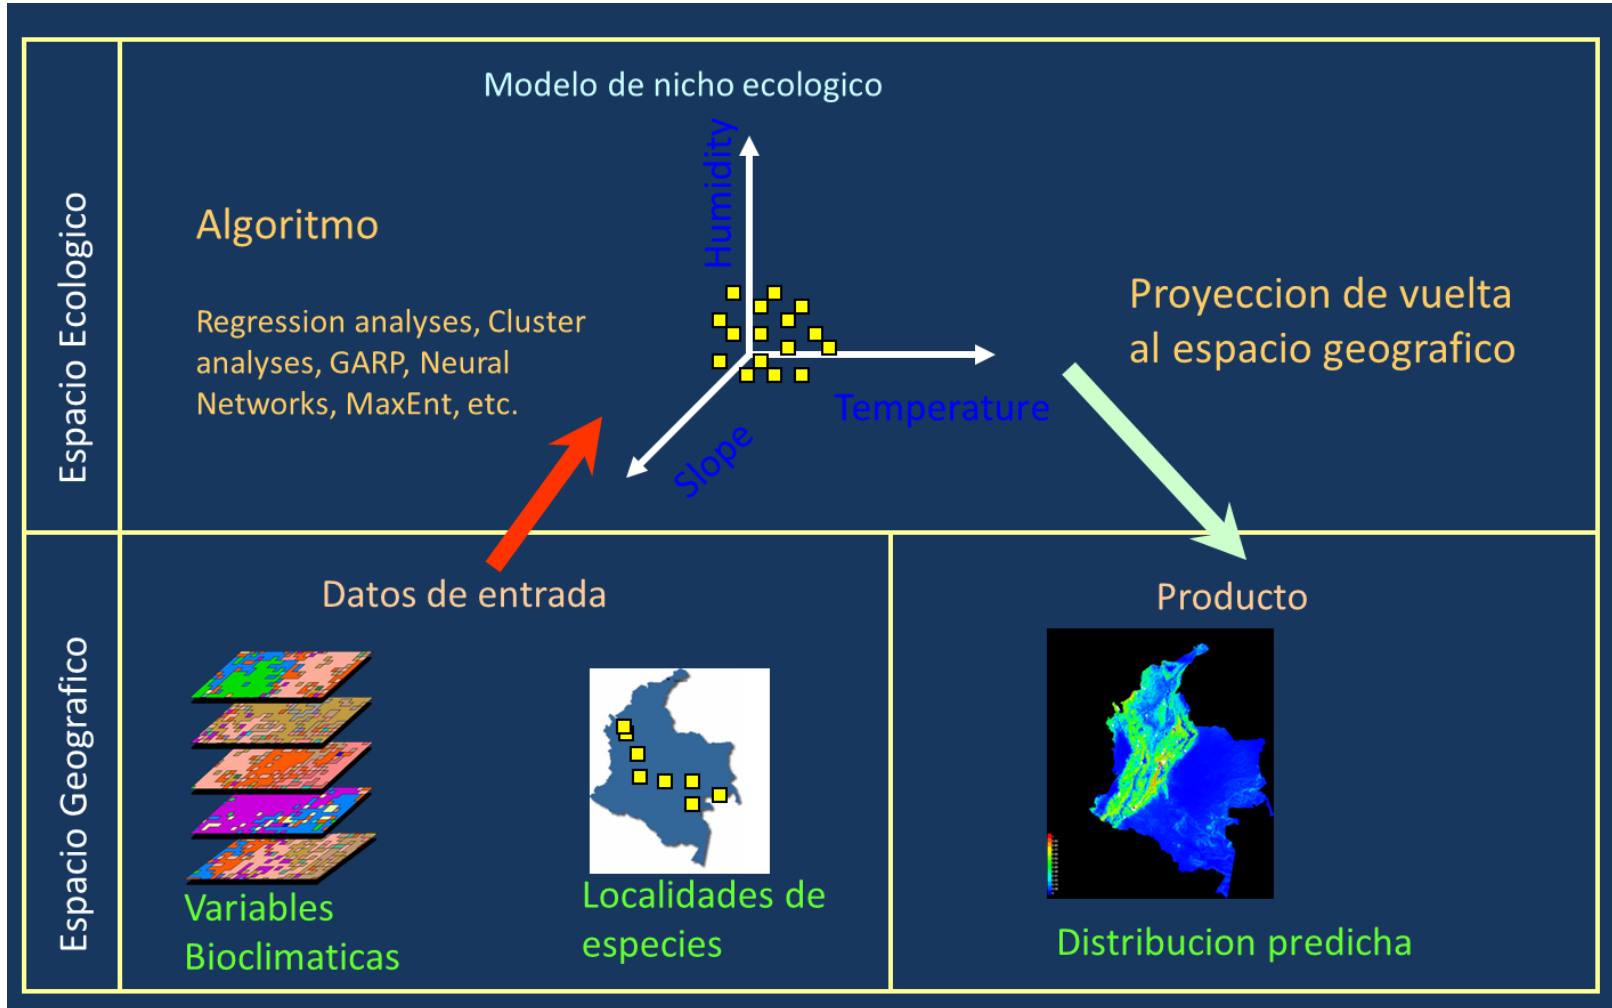 Modelo de nicho ecologico
Espacio Ecologico
Algoritmo
Regression analyses, Cluster
analyses, GARP, Neural
Networks, MaxEnt, etc.
Humidity
Temperature
Slope
Proyeccion de vuelta
al espacio geografico
Espacio Geografico
Datos de entrada
Variables
Bioclimaticas
Localidades de
especies
Producto
Distribucion predicha